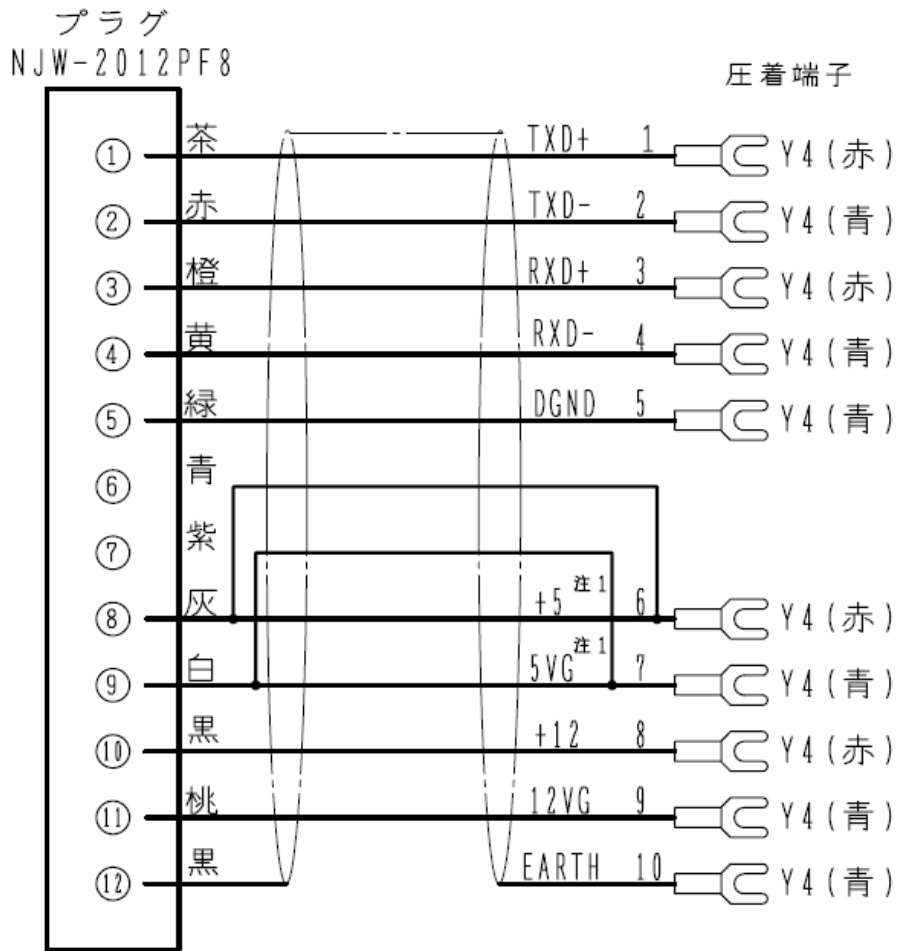 プラグ
NJW-2012PF8
圧着端子
① 茶 TXD+ 1 Y4(赤)
② 赤 TXD- 2 Y4(青)
③ 橙 RXD+ 3 Y4(赤)
④ 黄 RXD- 4 Y4(青)
⑤ 緑 DGND 5 Y4(青)
⑥ 青
⑦ 紫
⑧ 灰 +5 注1 6 Y4(赤)
⑨ 白 5VG 注1 7 Y4(青)
⑩ 黒 +12 8 Y4(赤)
⑪ 桃 12VG 9 Y4(青)
⑫ 黒 EARTH 10 Y4(青)